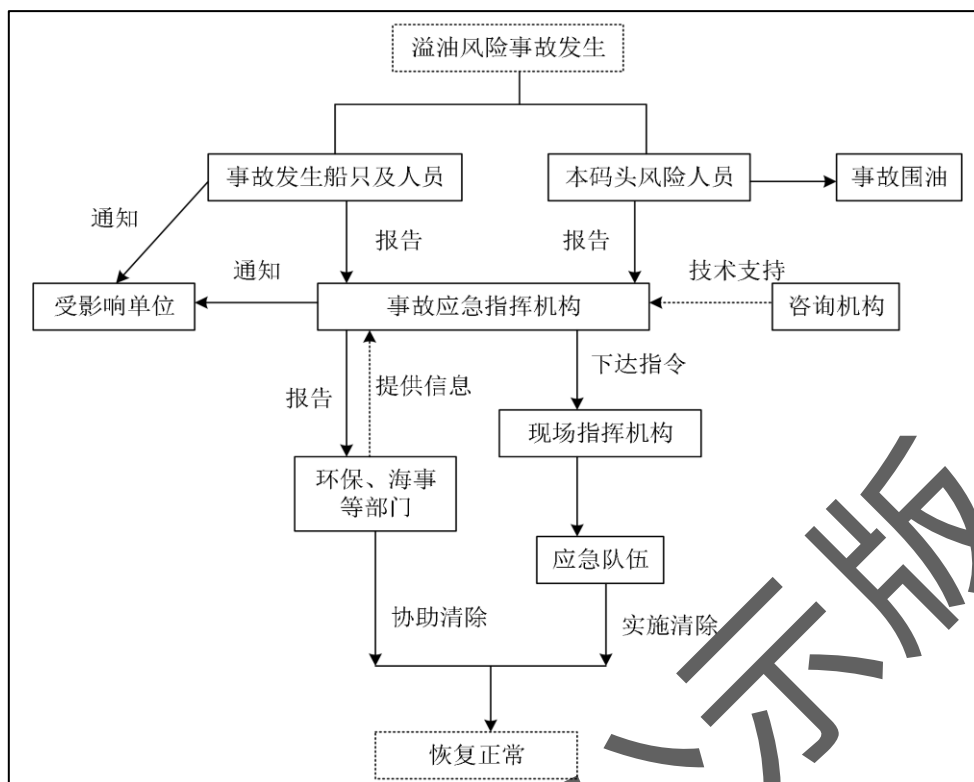 溢油风险事故发生
事故发生船只及人员
本码头风险人员
事故围油
通知
报告
报告
通知
技术支持
受影响单位
事故应急指挥机构
咨询机构
下达指令
报告
提供信息
现场指挥机构
环保、海事
等部门
应急队伍
协助清除
实施清除
恢复正常
示版